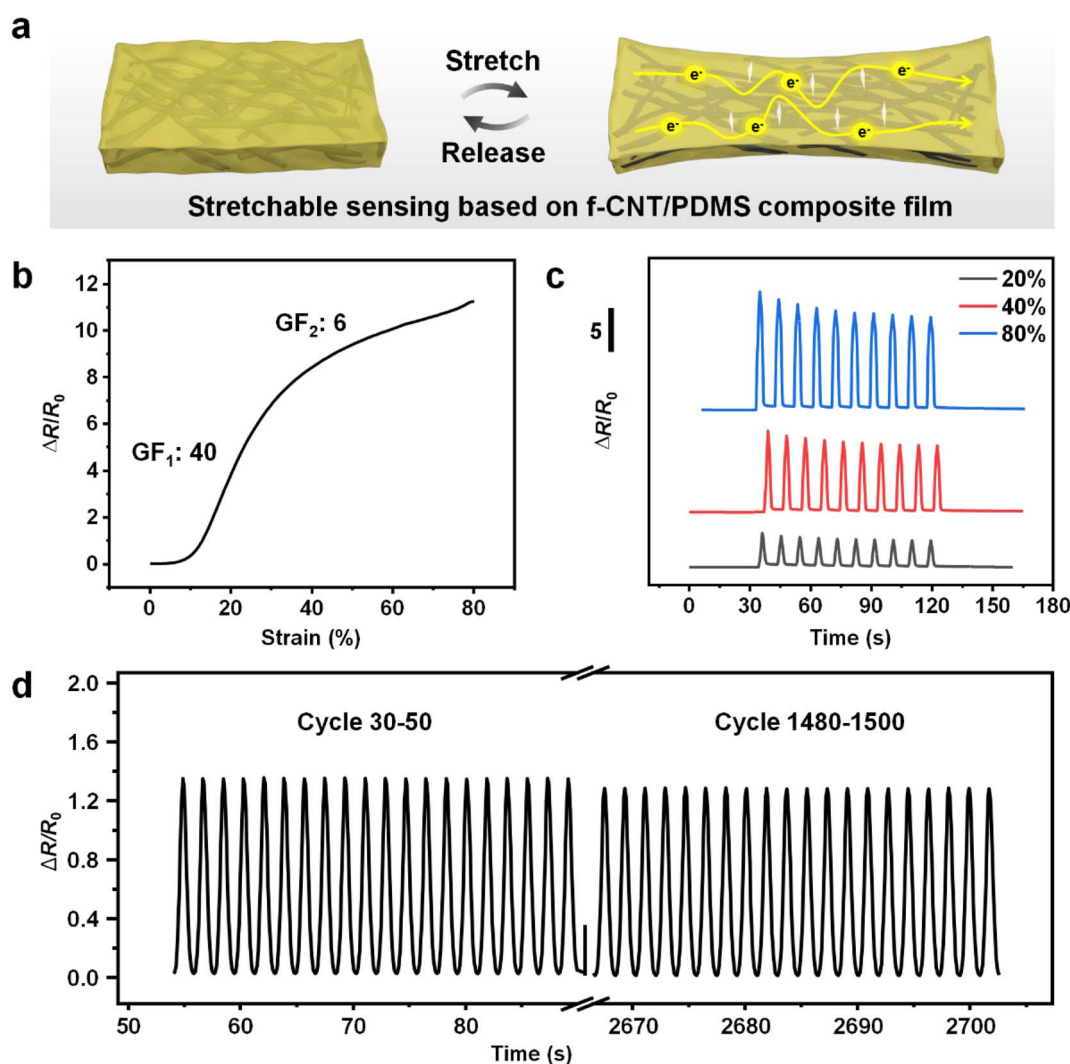 a
Stretch
Release
e-
e-
e-
e-
e-
e-
Stretchable sensing based on f-CNT/PDMS composite film
b
ΔR/R0
12
10
8
6
4
2
0
GF2: 6
GF1: 40
0
20
40
60
80
Strain (%)
c
5
ΔR/R0
20%
40%
80%
0
30
60
90
120
150
180
Time (s)
d
ΔR/R0
2.0
1.6
1.2
0.8
0.4
0.0
Cycle 30-50
Cycle 1480-1500
50
60
70
80
2670
2680
2690
2700
Time (s)